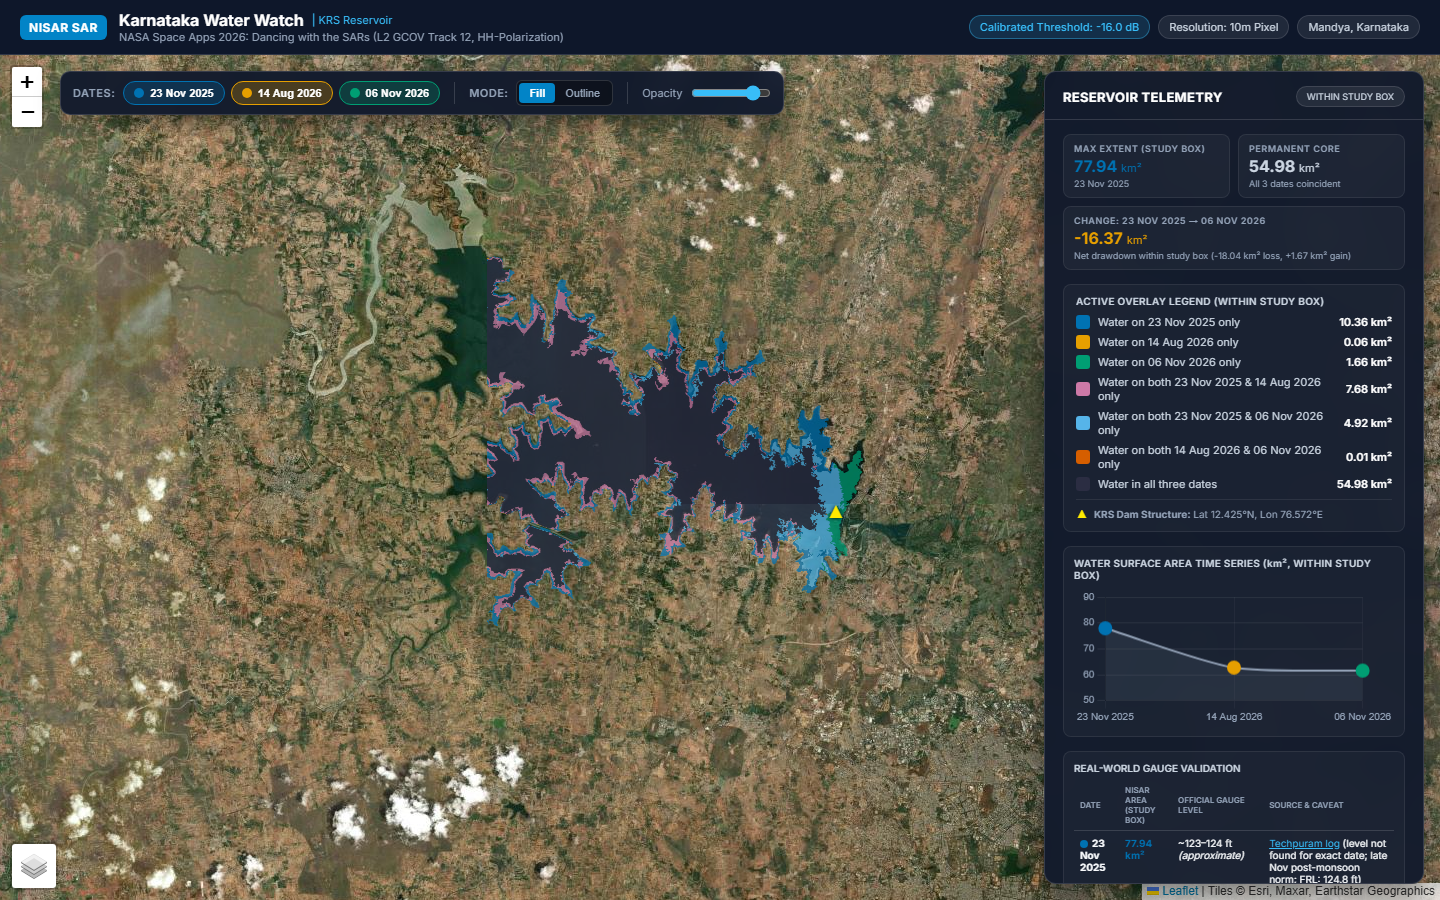 NISAR SAR
Karnataka Water Watch | KRS Reservoir
NASA Space Apps 2026: Dancing with the SARs (L2 GCOV Track 12, HH-Polarization)
Calibrated Threshold: -16.0 dB
Resolution: 10m Pixel
Mandya, Karnataka
+
−
DATES:
23 Nov 2025
14 Aug 2026
06 Nov 2026
MODE:
Fill
Outline
Opacity
RESERVOIR TELEMETRY
WITHIN STUDY BOX
MAX EXTENT (STUDY BOX)
77.94 km²
23 Nov 2025
PERMANENT CORE
54.98 km²
All 3 dates coincident
CHANGE: 23 NOV 2025 → 06 NOV 2026
-16.37 km²
Net drawdown within study box (-18.04 km² loss, +1.67 km² gain)
ACTIVE OVERLAY LEGEND (WITHIN STUDY BOX)
Water on 23 Nov 2025 only 10.36 km²
Water on 14 Aug 2026 only 0.06 km²
Water on 06 Nov 2026 only 1.66 km²
Water on both 23 Nov 2025 & 14 Aug 2026 7.68 km²
only
Water on both 23 Nov 2025 & 06 Nov 2026 4.92 km²
only
Water on both 14 Aug 2026 & 06 Nov 2026 0.01 km²
only
Water in all three dates 54.98 km²
KRS Dam Structure: Lat 12.425°N, Lon 76.572°E
WATER SURFACE AREA TIME SERIES (km², WITHIN STUDY
BOX)
90
80
70
60
50
23 Nov 2025
14 Aug 2026
06 Nov 2026
REAL-WORLD GAUGE VALIDATION
DATE
NISAR
AREA
(STUDY
BOX)
OFFICIAL GAUGE
LEVEL
SOURCE & CAVEAT
23
Nov
2025
77.94
km²
~123–124 ft
(approximate)
Techpuram log (level not
found for exact date; late
Nov post-monsoon
norm; FRL: 124.8 ft)
Leaflet | Tiles © Esri, Maxar, Earthstar Geographics